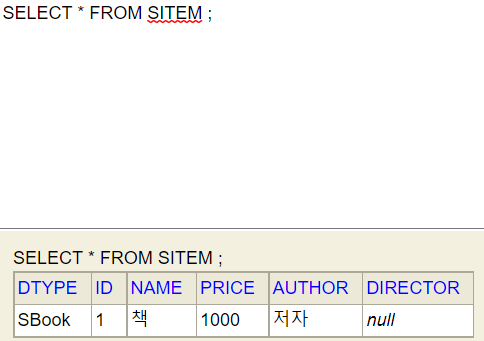 SELECT * FROM SITEM ;
SELECT * FROM SITEM ;
DTYPE ID NAME PRICE AUTHOR DIRECTOR
SBook 1 책 1000 저자 null